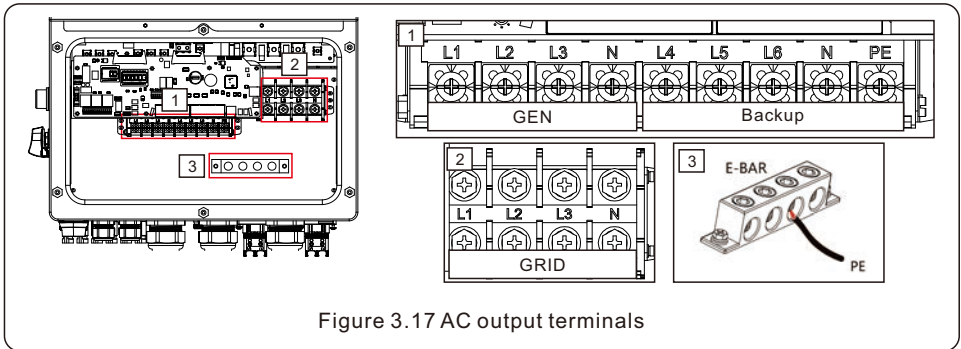 1
2
3
1
L1 L2 L3 N L4 L5 L6 N PE
GEN Backup
2
L1 L2 L3 N
GRID
3
E-BAR
PE
Figure 3.17 AC output terminals